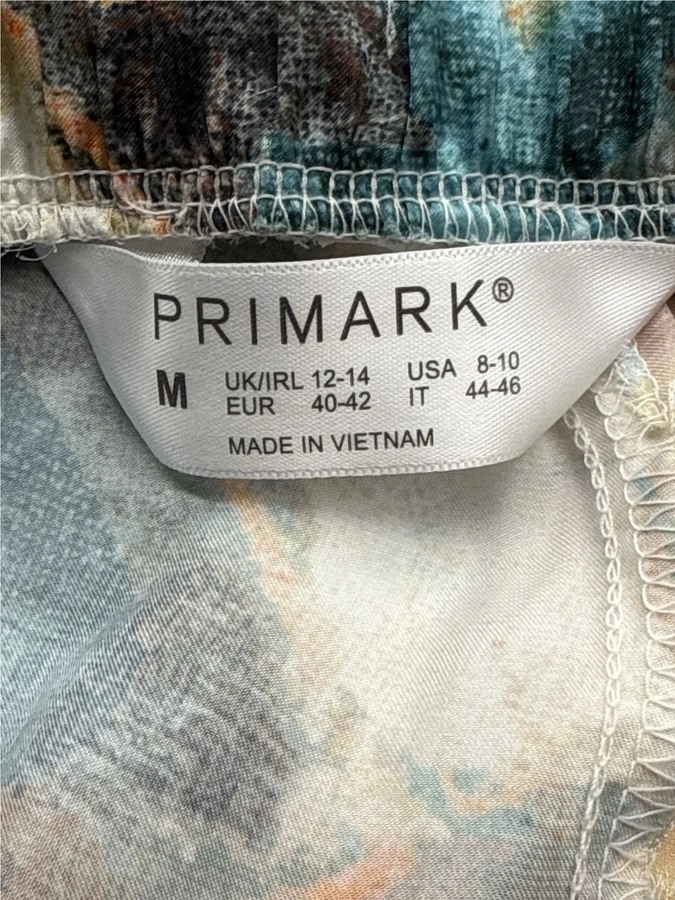 PRIMARK®
M UK/IRL 12-14 USA 8-10
EUR 40-42 IT 44-46
MADE IN VIETNAM